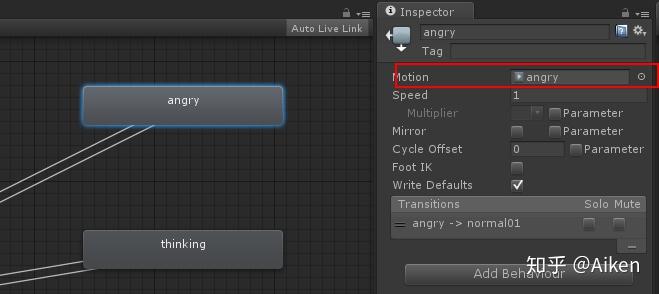 Auto Live Link
angry
thinking
Inspector
angry
Tag
Motion angry
Speed 1
Multiplier Parameter
Mirror Parameter
Cycle Offset 0 Parameter
Foot IK
Write Defaults
Transitions Solo Mute
angry -> normal01
Add Behaviour
知乎 @Aiken